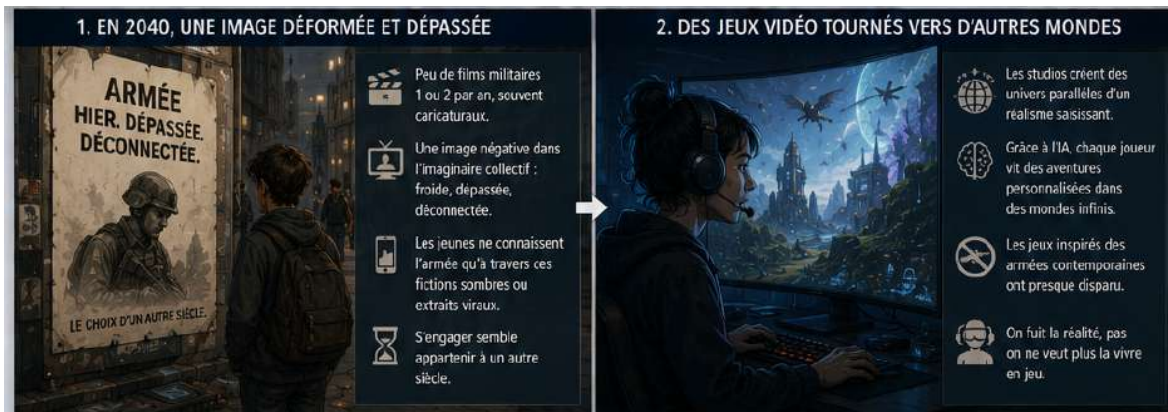 1. EN 2040, UNE IMAGE DÉFORMÉE ET DÉPASSÉE
ARMÉE
HIER. DÉPASSÉE.
DÉCONNECTÉE.
LE CHOIX D'UN AUTRE SIÈCLE.
Peu de films militaires
1 ou 2 par an, souvent
caricaturaux.
Une image négative dans
l'imaginaire collectif :
froide, dépassée,
déconnectée.
Les jeunes ne connaissent
l'armée qu'à travers ces
fictions sombres ou
extraits viraux.
S'engager semble
appartenir à un autre
siècle.
2. DES JEUX VIDÉO TOURNÉS VERS D'AUTRES MONDES
Les studios créent des
univers parallèles d'un
réalisme saisissant.
Grâce à l'IA, chaque joueur
vit des aventures
personnalisées dans
des mondes infinis.
Les jeux inspirés des
armées contemporaines
ont presque disparu.
On fuit la réalité, pas
on ne veut plus la vivre
en jeu.